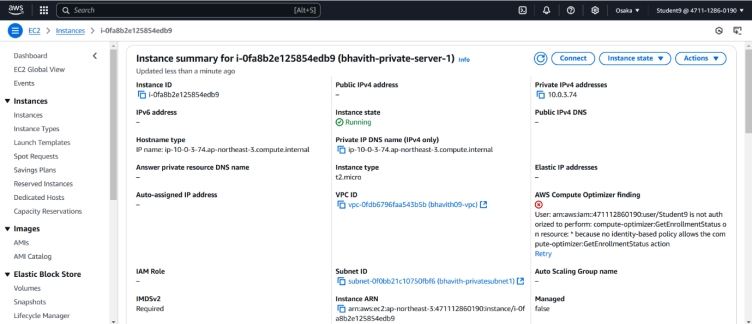 aws
Search
[Alt+S]
Osaka ▼
Student9 @ 4711-1286-0190 ▼
EC2 > Instances > i-0fa8b2e125854edb9
Dashboard
EC2 Global View
Events
▼ Instances
Instances
Instance Types
Launch Templates
Spot Requests
Savings Plans
Reserved Instances
Dedicated Hosts
Capacity Reservations
▼ Images
AMIs
AMI Catalog
▼ Elastic Block Store
Volumes
Snapshots
Lifecycle Manager
Instance summary for i-0fa8b2e125854edb9 (bhavith-private-server-1) Info
Connect
Instance state ▼
Actions ▼
Updated less than a minute ago
Instance ID
i-0fa8b2e125854edb9
Public IPv4 address
–
Private IPv4 addresses
10.0.3.74
IPv6 address
–
Instance state
Running
Public IPv4 DNS
–
Hostname type
IP name: ip-10-0-3-74.ap-northeast-3.compute.internal
Private IP DNS name (IPv4 only)
ip-10-0-3-74.ap-northeast-3.compute.internal
Answer private resource DNS name
–
Instance type
t2.micro
Elastic IP addresses
–
Auto-assigned IP address
–
VPC ID
vpc-0fdb6796faa543b5b (bhavith09-vpc)
AWS Compute Optimizer finding
User: arn:aws:iam::471112860190:user/Student9 is not auth
orized to perform: compute-optimizer:GetEnrollmentStatus o
n resource: * because no identity-based policy allows the com
pute-optimizer:GetEnrollmentStatus action
Retry
IAM Role
–
Subnet ID
subnet-0f0bb21c10750fbf6 (bhavith-privatesubnet1)
Auto Scaling Group name
–
IMDSv2
Required
Instance ARN
arn:aws:ec2:ap-northeast-3:471112860190:instance/i-0f
a8b2e125854edb9
Managed
false